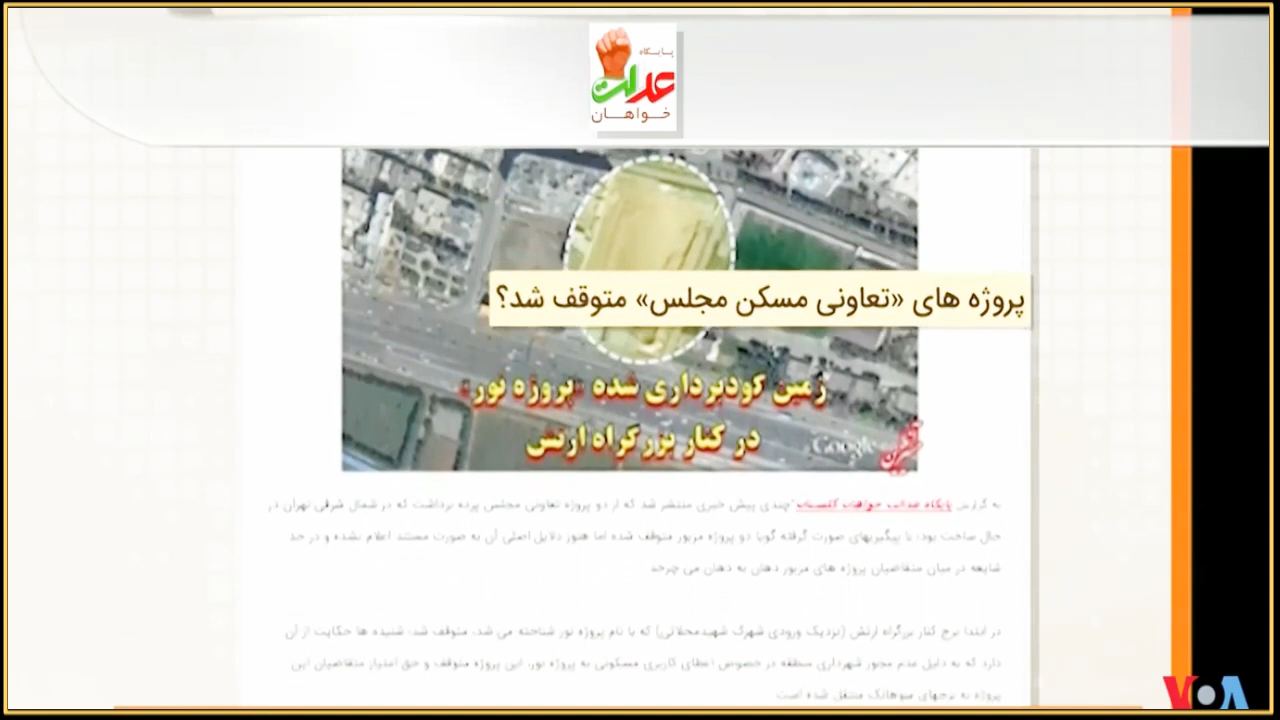 پایگاه
عدالت
خواهان
پروژه های «تعاونی مسکن مجلس» متوقف شد؟
زمین گودبرداری شده «پروژه نور»
در کنار بزرگراه ارتش
Google
به گزارش پایگاه عدالت خواهان گلستان "چندی پیش خبری منتشر شد که از دو پروژه تعاونی مجلس پرده برداشت که در شمال شرقی تهران در
حال ساخت بود؛ با پیگیریهای صورت گرفته گویا دو پروژه مزبور متوقف شده اما هنوز دلایل اصلی آن به صورت مستند اعلام نشده و در حد
شایعه در میان متقاضیان پروژه های مزبور دهان به دهان می چرخد
در ابتدا برج کنار بزرگراه ارتش (نزدیک ورودی شهرک شهیدمحلاتی) که با نام پروژه نور شناخته می شد، متوقف شد، شنیده ها حکایت از آن
دارد که به دلیل عدم مجوز شهرداری منطقه در خصوص اعطای کاربری مسکونی به پروژه نور، این پروژه متوقف و حق امتیاز متقاضیان این
پروژه به برجهای سوهانک منتقل شده است
VOA